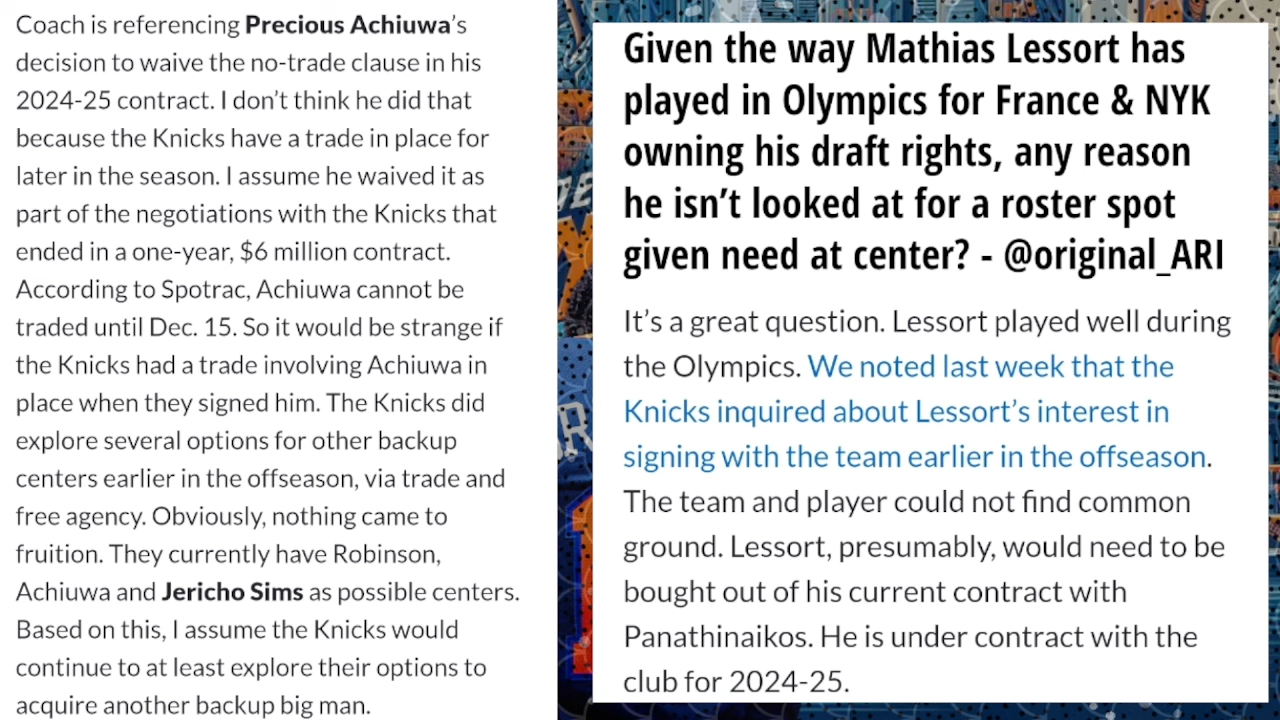 Coach is referencing Precious Achiuwa’s
decision to waive the no-trade clause in his
2024-25 contract. I don’t think he did that
because the Knicks have a trade in place for
later in the season. I assume he waived it as
part of the negotiations with the Knicks that
ended in a one-year, $6 million contract.
According to Spotrac, Achiuwa cannot be
traded until Dec. 15. So it would be strange if
the Knicks had a trade involving Achiuwa in
place when they signed him. The Knicks did
explore several options for other backup
centers earlier in the offseason, via trade and
free agency. Obviously, nothing came to
fruition. They currently have Robinson,
Achiuwa and Jericho Sims as possible centers.
Based on this, I assume the Knicks would
continue to at least explore their options to
acquire another backup big man.
Given the way Mathias Lessort has
played in Olympics for France & NYK
owning his draft rights, any reason
he isn’t looked at for a roster spot
given need at center? - @original_ARI
It’s a great question. Lessort played well during
the Olympics. We noted last week that the
Knicks inquired about Lessort’s interest in
signing with the team earlier in the offseason.
The team and player could not find common
ground. Lessort, presumably, would need to be
bought out of his current contract with
Panathinaikos. He is under contract with the
club for 2024-25.